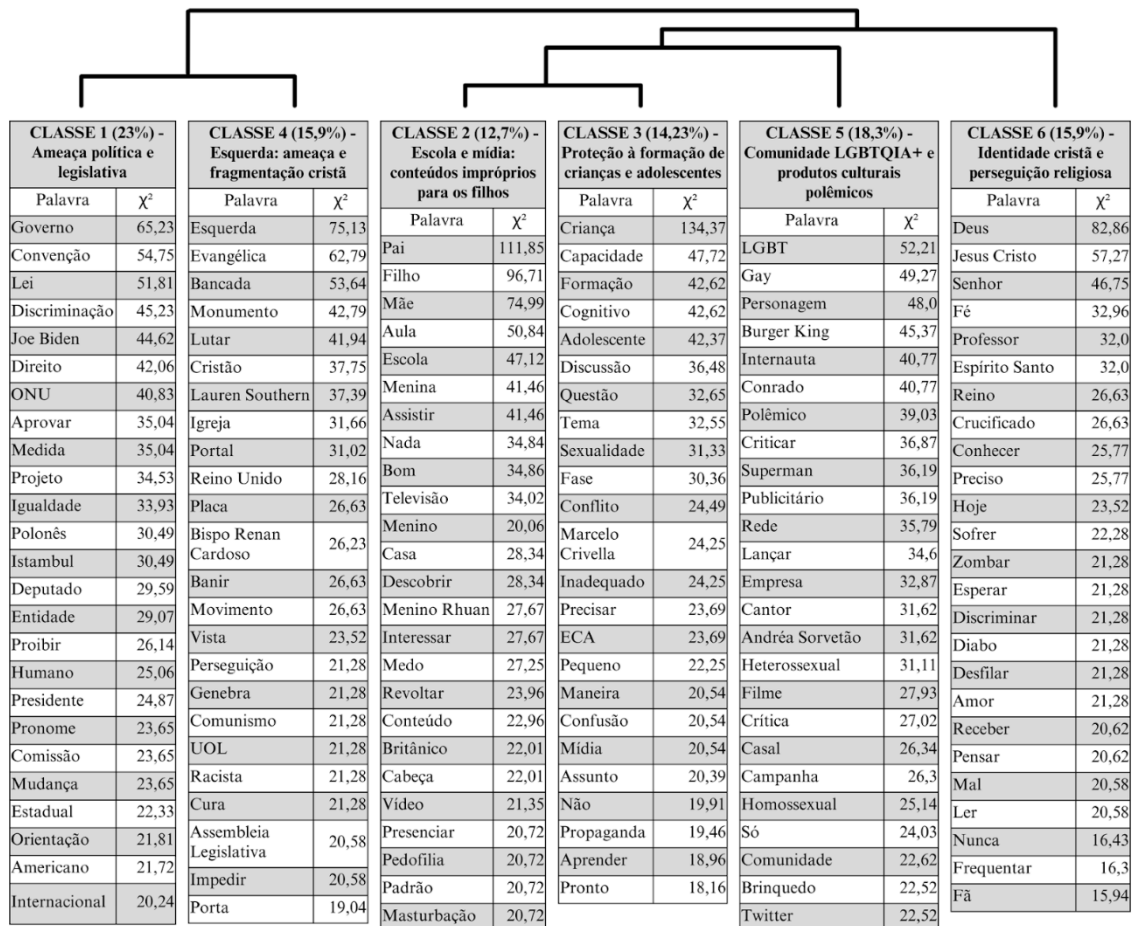 CLASSE 1 (23%) -
Ameaça política e
legislativa
Palavra χ²
Governo 65,23
Convenção 54,75
Lei 51,81
Discriminação 45,23
Joe Biden 44,62
Direito 42,06
ONU 40,83
Aprovar 35,04
Medida 35,04
Projeto 34,53
Igualdade 33,93
Polonês 30,49
Istambul 30,49
Deputado 29,59
Entidade 29,07
Proibir 26,14
Humano 25,06
Presidente 24,87
Pronome 23,65
Comissão 23,65
Mudança 23,65
Estadual 22,33
Orientação 21,81
Americano 21,72
Internacional 20,24
CLASSE 4 (15,9%) -
Esquerda: ameaça e
fragmentação cristã
Palavra χ²
Esquerda 75,13
Evangélica 62,79
Bancada 53,64
Monumento 42,79
Lutar 41,94
Cristão 37,75
Lauren Southern 37,39
Igreja 31,66
Portal 31,02
Reino Unido 28,16
Placa 26,63
Bispo Renan
Cardoso 26,23
Banir 26,63
Movimento 26,63
Vista 23,52
Perseguição 21,28
Genebra 21,28
Comunismo 21,28
UOL 21,28
Racista 21,28
Cura 21,28
Assembleia
Legislativa 20,58
Impedir 20,58
Porta 19,04
CLASSE 2 (12,7%) -
Escola e mídia:
conteúdos impróprios
para os filhos
Palavra χ²
Pai 111,85
Filho 96,71
Mãe 74,99
Aula 50,84
Escola 47,12
Menina 41,46
Assistir 41,46
Nada 34,84
Bom 34,86
Televisão 34,02
Menino 20,06
Casa 28,34
Descobrir 28,34
Menino Rhuan 27,67
Interessar 27,67
Medo 27,25
Revoltar 23,96
Conteúdo 22,96
Britânico 22,01
Cabeça 22,01
Vídeo 21,35
Presenciar 20,72
Pedofilia 20,72
Padrão 20,72
Masturbação 20,72
CLASSE 3 (14,23%) -
Proteção à formação de
crianças e adolescentes
Palavra χ²
Criança 134,37
Capacidade 47,72
Formação 42,62
Cognitivo 42,62
Adolescente 42,37
Discussão 36,48
Questão 32,65
Tema 32,55
Sexualidade 31,33
Fase 30,36
Conflito 24,49
Marcelo
Crivella 24,25
Inadequado 24,25
Precisar 23,69
ECA 23,69
Pequeno 22,25
Maneira 20,54
Confusão 20,54
Mídia 20,54
Assunto 20,39
Não 19,91
Propaganda 19,46
Aprender 18,96
Pronto 18,16
CLASSE 5 (18,3%) -
Comunidade LGBTQIA+ e
produtos culturais
polêmicos
Palavra χ²
LGBT 52,21
Gay 49,27
Personagem 48,0
Burger King 45,37
Internauta 40,77
Conrado 40,77
Polêmico 39,03
Criticar 36,87
Superman 36,19
Publicitário 36,19
Rede 35,79
Lançar 34,6
Empresa 32,87
Cantor 31,62
Andréa Sorvetão 31,62
Heterossexual 31,11
Filme 27,93
Crítica 27,02
Casal 26,34
Campanha 26,3
Homossexual 25,14
Só 24,03
Comunidade 22,62
Brinquedo 22,52
Twitter 22,52
CLASSE 6 (15,9%) -
Identidade cristã e
perseguição religiosa
Palavra χ²
Deus 82,86
Jesus Cristo 57,27
Senhor 46,75
Fé 32,96
Professor 32,0
Espírito Santo 32,0
Reino 26,63
Crucificado 26,63
Conhecer 25,77
Preciso 25,77
Hoje 23,52
Sofrer 22,28
Zombar 21,28
Esperar 21,28
Discriminar 21,28
Diabo 21,28
Desfilar 21,28
Amor 21,28
Receber 20,62
Pensar 20,62
Mal 20,58
Ler 20,58
Nunca 16,43
Frequentar 16,3
Fã 15,94